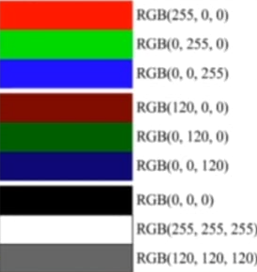 RGB(255, 0, 0)
RGB(0, 255, 0)
RGB(0, 0, 255)
RGB(120, 0, 0)
RGB(0, 120, 0)
RGB(0, 0, 120)
RGB(0, 0, 0)
RGB(255, 255, 255)
RGB(120, 120, 120)